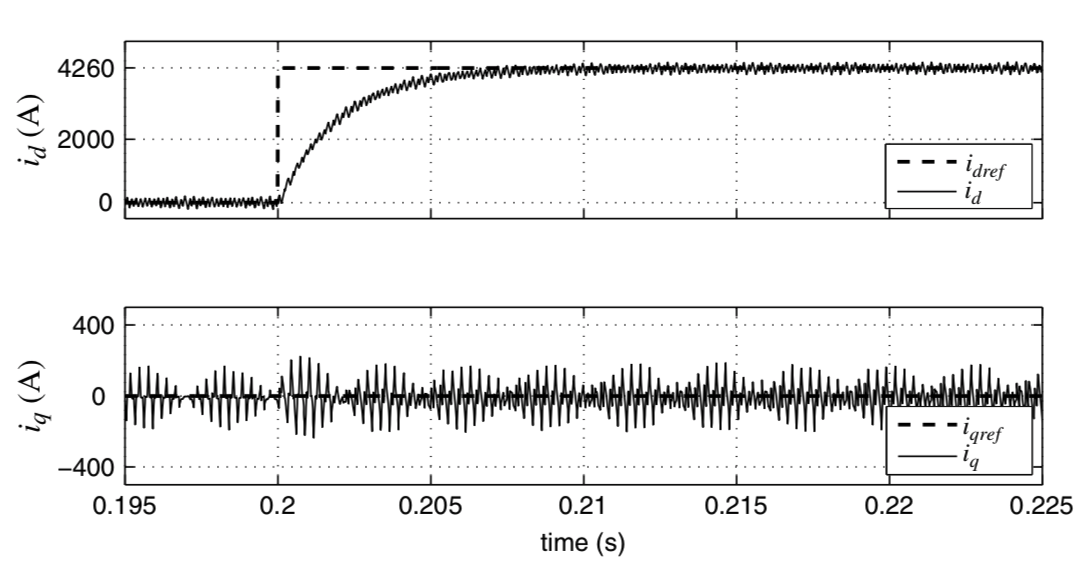 i_d (A)
4260
2000
0
i_dref
i_d
i_q (A)
400
0
−400
i_qref
i_q
0.195 0.2 0.205 0.21 0.215 0.22 0.225
time (s)